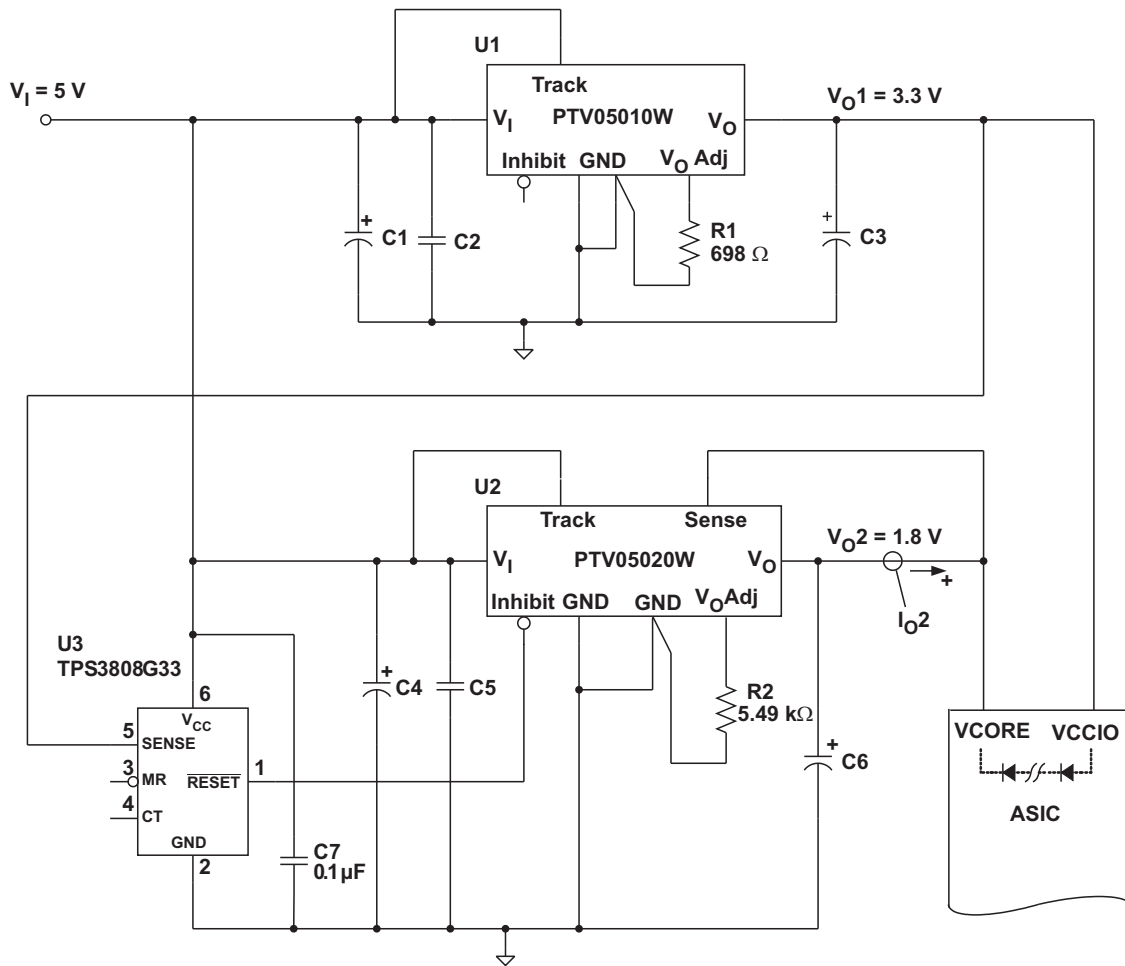 U1
V_I = 5 V
Track
V_O1 = 3.3 V
V_I
PTV05010W
V_O
Inhibit
GND
V_O Adj
+
C1
C2
R1
698 Ω
+
C3
U2
Track
Sense
V_O2 = 1.8 V
V_I
PTV05020W
V_O
+
Inhibit
GND
GND
V_OAdj
I_O2
U3
TPS3808G33
+
C4
C5
R2
5.49 kΩ
6
V_CC
5
SENSE
3
MR
RESET
1
4
CT
GND
2
C7
0.1µF
+
C6
VCORE
VCCIO
ASIC